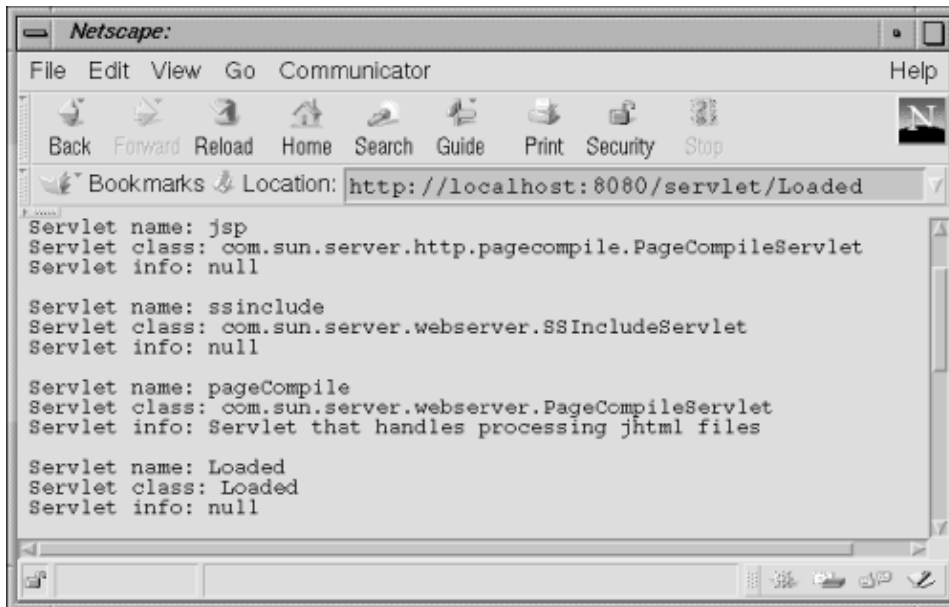 Netscape:
File Edit View Go Communicator Help
N
Back Forward Reload Home Search Guide Print Security Stop
Bookmarks Location: http://localhost:8080/servlet/Loaded
Servlet name: jsp
Servlet class: com.sun.server.http.pagecompile.PageCompileServlet
Servlet info: null
Servlet name: ssinclude
Servlet class: com.sun.server.webserver.SSIncludeServlet
Servlet info: null
Servlet name: pageCompile
Servlet class: com.sun.server.webserver.PageCompileServlet
Servlet info: Servlet that handles processing jhtml files
Servlet name: Loaded
Servlet class: Loaded
Servlet info: null